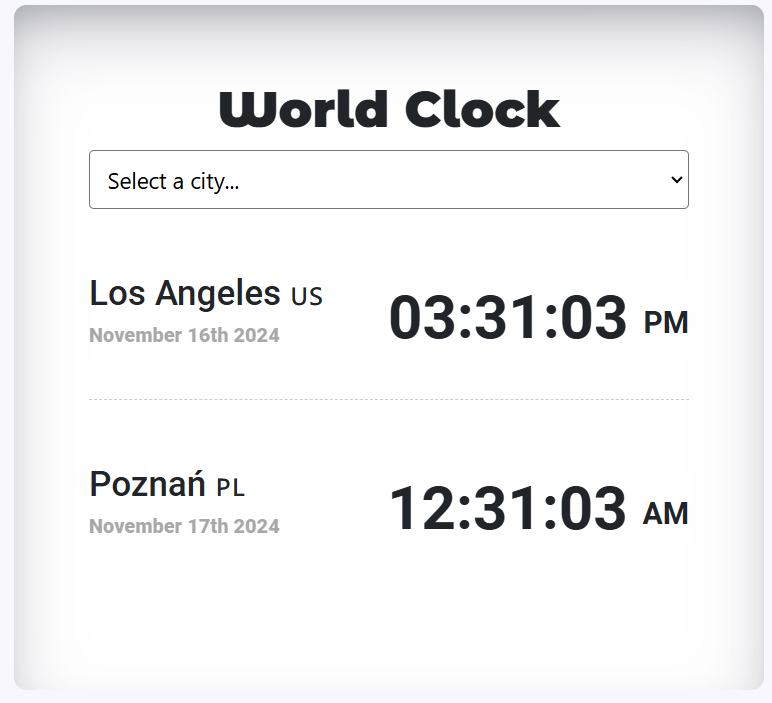 World Clock
Select a city...
Los Angeles US
November 16th 2024
03:31:03 PM
Poznań PL
November 17th 2024
12:31:03 AM